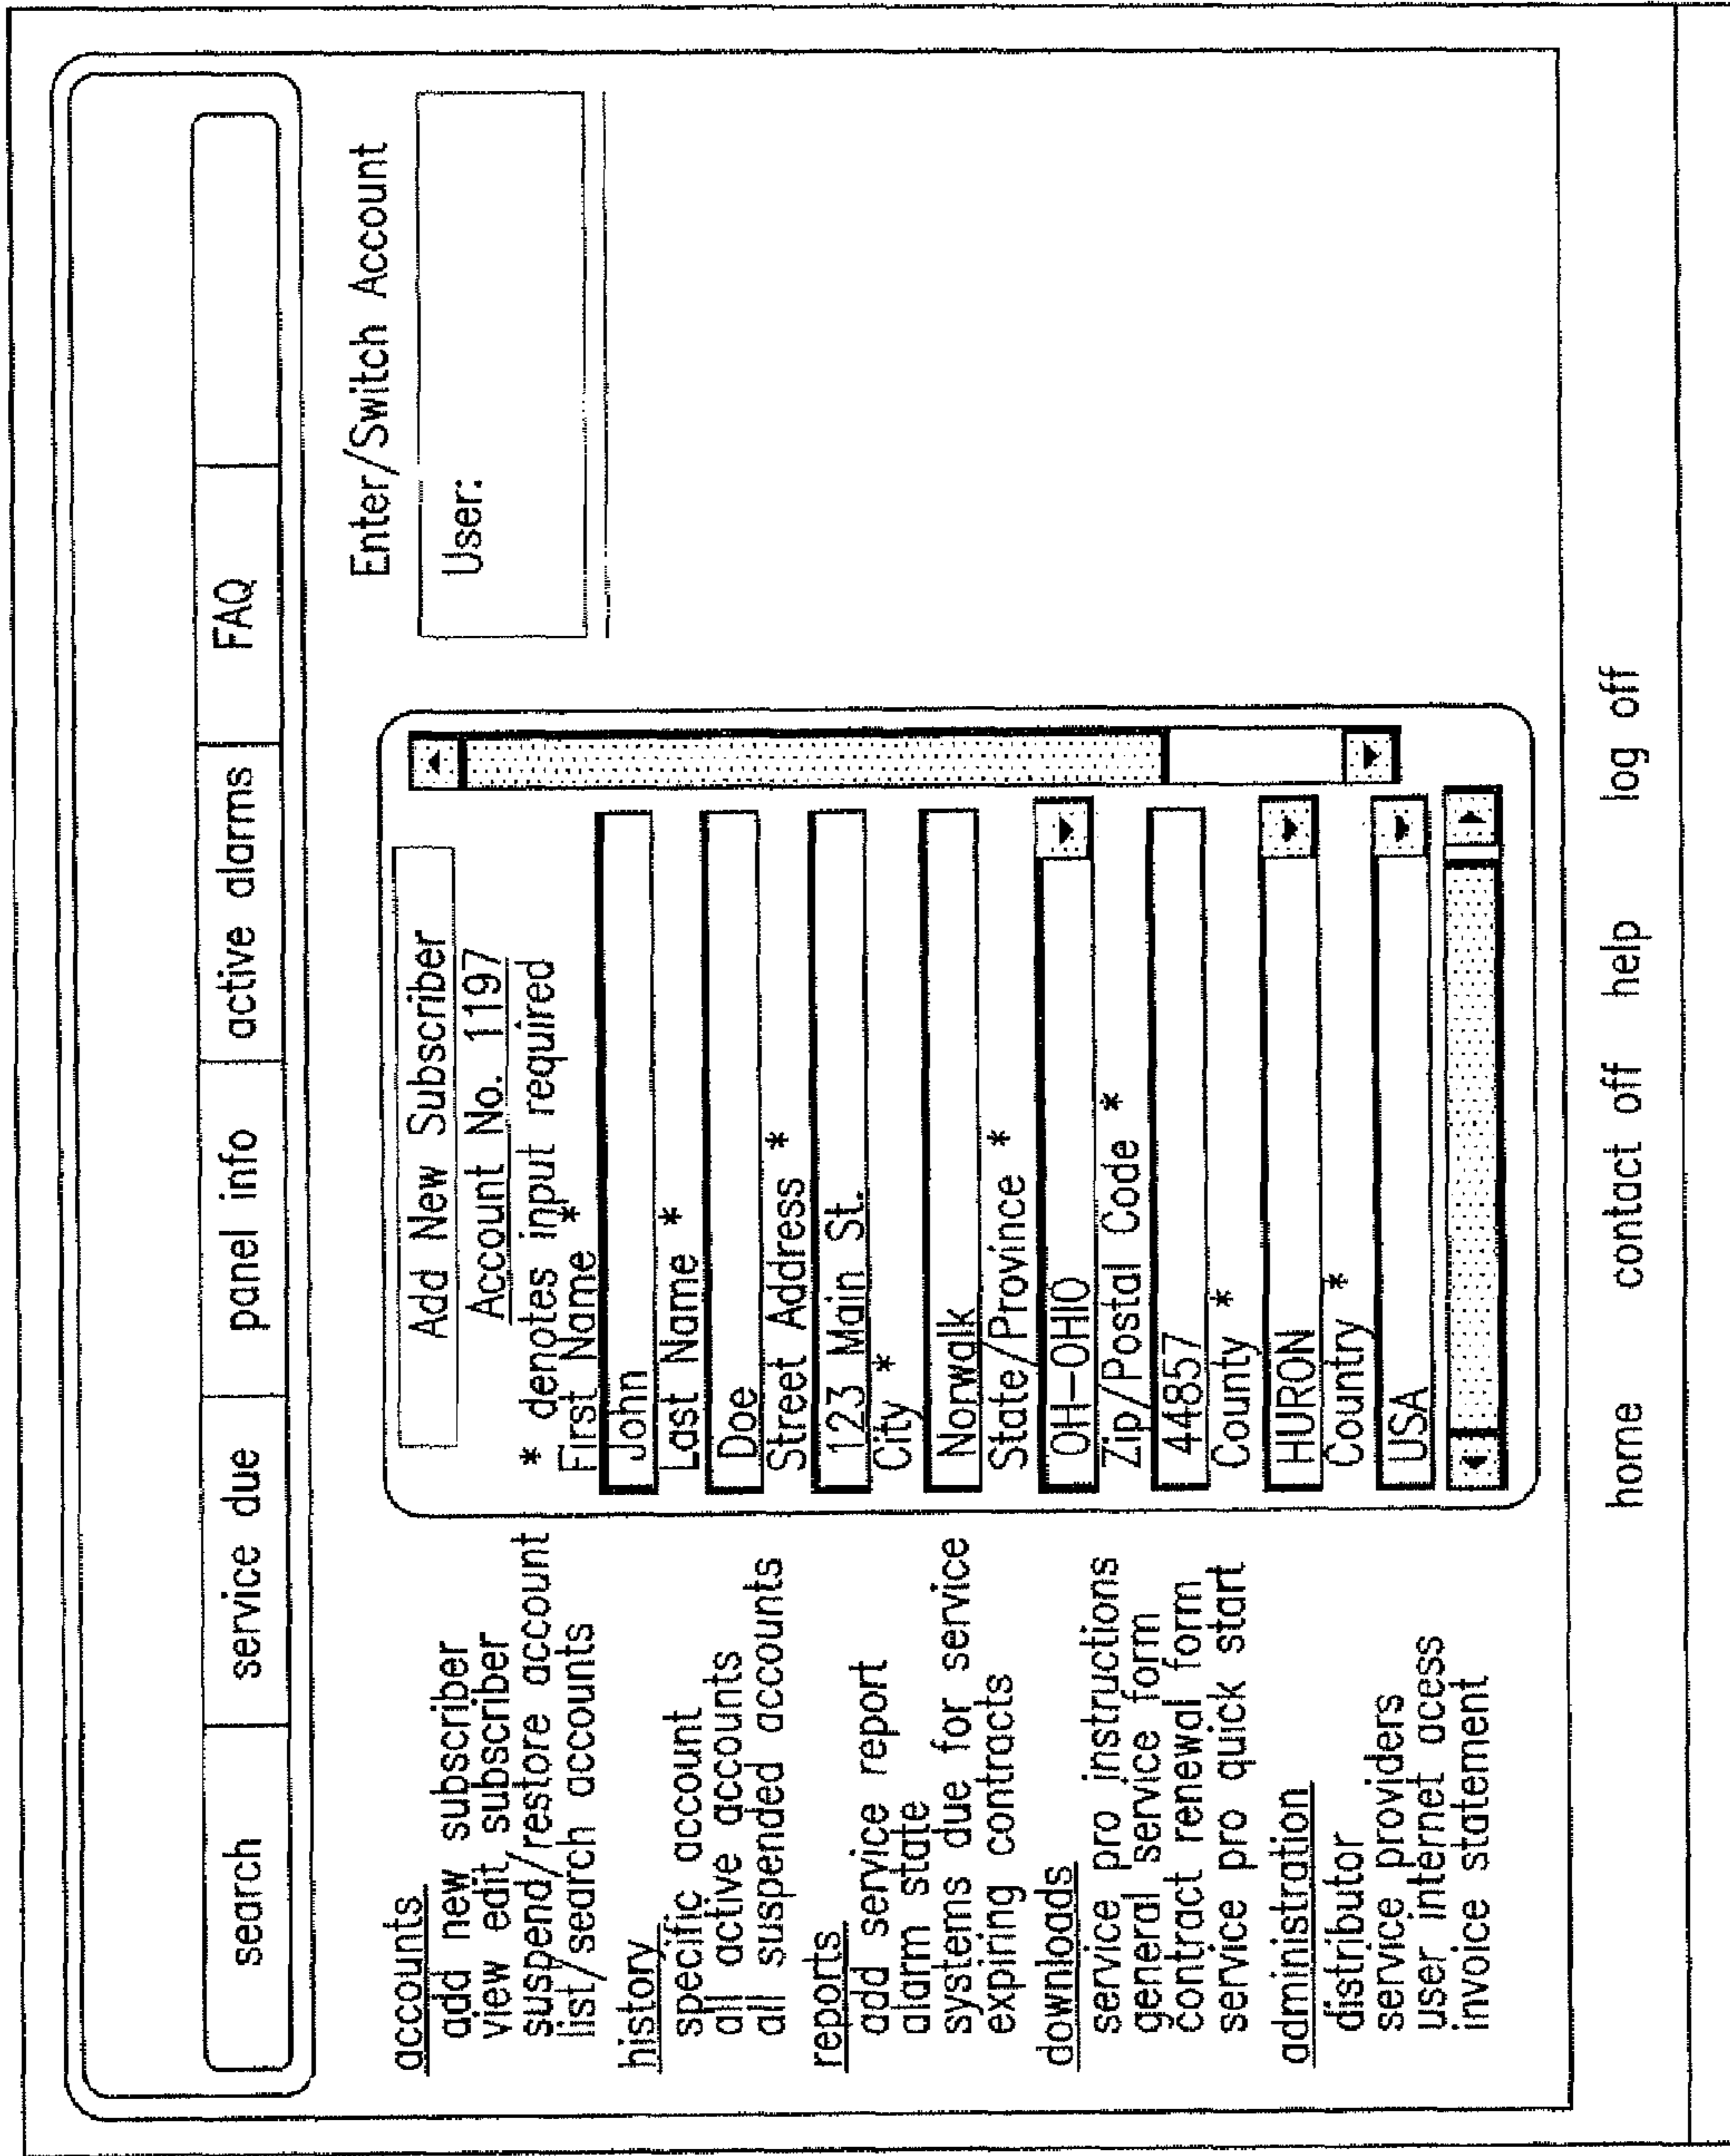 search service due panel info active alarms FAQ
accounts
add new subscriber
view edit subscriber
suspend/restore account
list/search accounts
history
specific account
all active accounts
all suspended accounts
reports
add service report
alarm state
systems due for service
expiring contracts
downloads
service pro instructions
general service form
contract renewal form
service pro quick start
administration
distributor
service providers
user internet acess
invoice statement
Add New Subscriber
Account No. 1197
* denotes input required
First Name *
John
Last Name *
Doe
Street Address *
123 Main St.
City *
Norwalk
State/Province *
OH-OHIO
Zip/Postal Code *
44857
County *
HURON
Country *
USA
Enter/Switch Account
User:
home contact off help log off